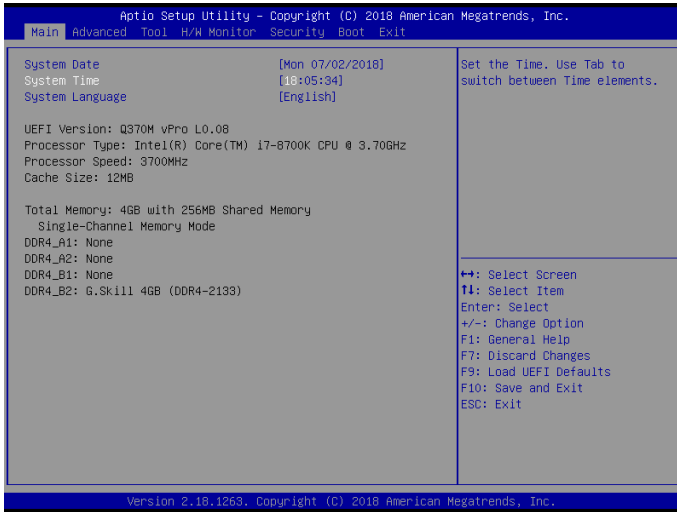 Aptio Setup Utility – Copyright (C) 2018 American Megatrends, Inc.
Main Advanced Tool H/W Monitor Security Boot Exit
System Date [Mon 07/02/2018]
System Time [18:05:34]
System Language [English]
UEFI Version: Q370M vPro L0.08
Processor Type: Intel(R) Core(TM) i7-8700K CPU @ 3.70GHz
Processor Speed: 3700MHz
Cache Size: 12MB
Total Memory: 4GB with 256MB Shared Memory
Single-Channel Memory Mode
DDR4_A1: None
DDR4_A2: None
DDR4_B1: None
DDR4_B2: G.Skill 4GB (DDR4-2133)
Set the Time. Use Tab to
switch between Time elements.
↔: Select Screen
↑↓: Select Item
Enter: Select
+/-: Change Option
F1: General Help
F7: Discard Changes
F9: Load UEFI Defaults
F10: Save and Exit
ESC: Exit
Version 2.18.1263. Copyright (C) 2018 American Megatrends, Inc.